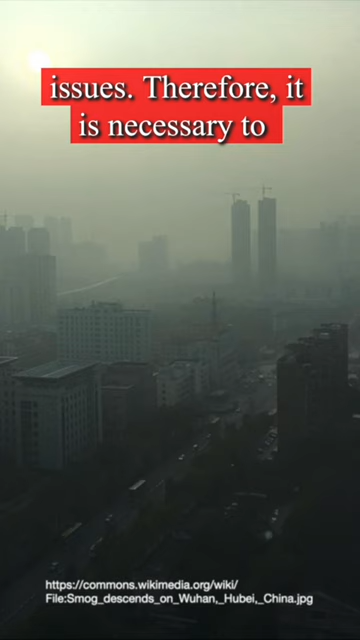 issues. Therefore, it
is necessary to
https://commons.wikimedia.org/wiki/
File:Smog_descends_on_Wuhan,_Hubei,_China.jpg